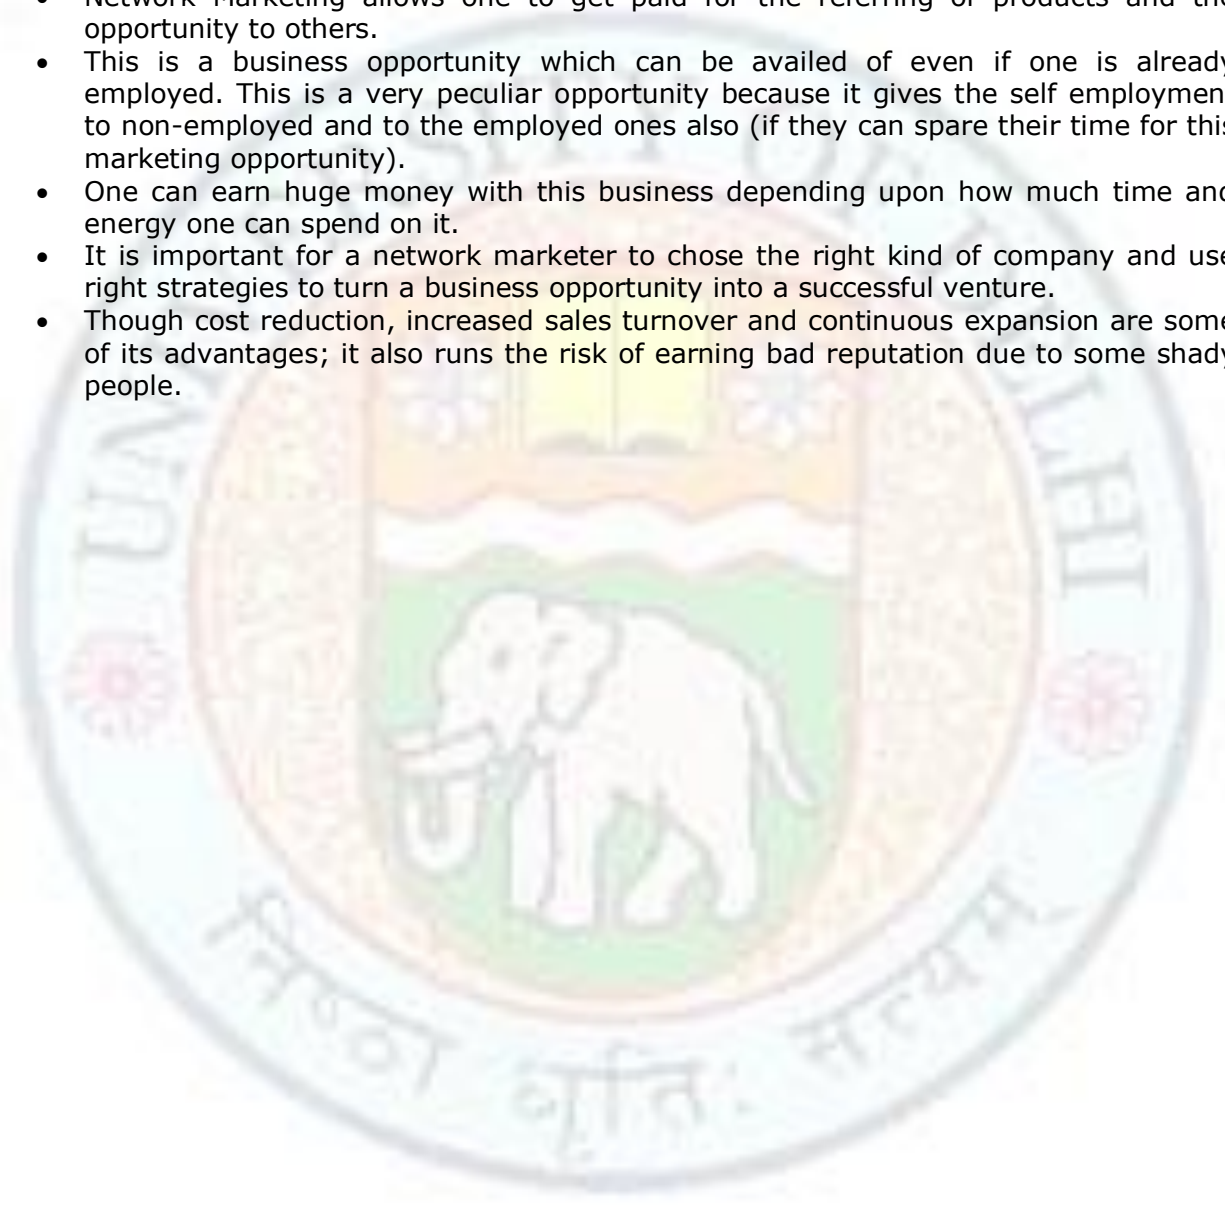 • Network Marketing allows one to get paid for the referring of products and the
opportunity to others.
• This is a business opportunity which can be availed of even if one is already
employed. This is a very peculiar opportunity because it gives the self employmen
to non-employed and to the employed ones also (if they can spare their time for this
marketing opportunity).
• One can earn huge money with this business depending upon how much time and
energy one can spend on it.
• It is important for a network marketer to chose the right kind of company and use
right strategies to turn a business opportunity into a successful venture.
• Though cost reduction, increased sales turnover and continuous expansion are some
of its advantages; it also runs the risk of earning bad reputation due to some shady
people.
UNIVERSITY OF DELHI